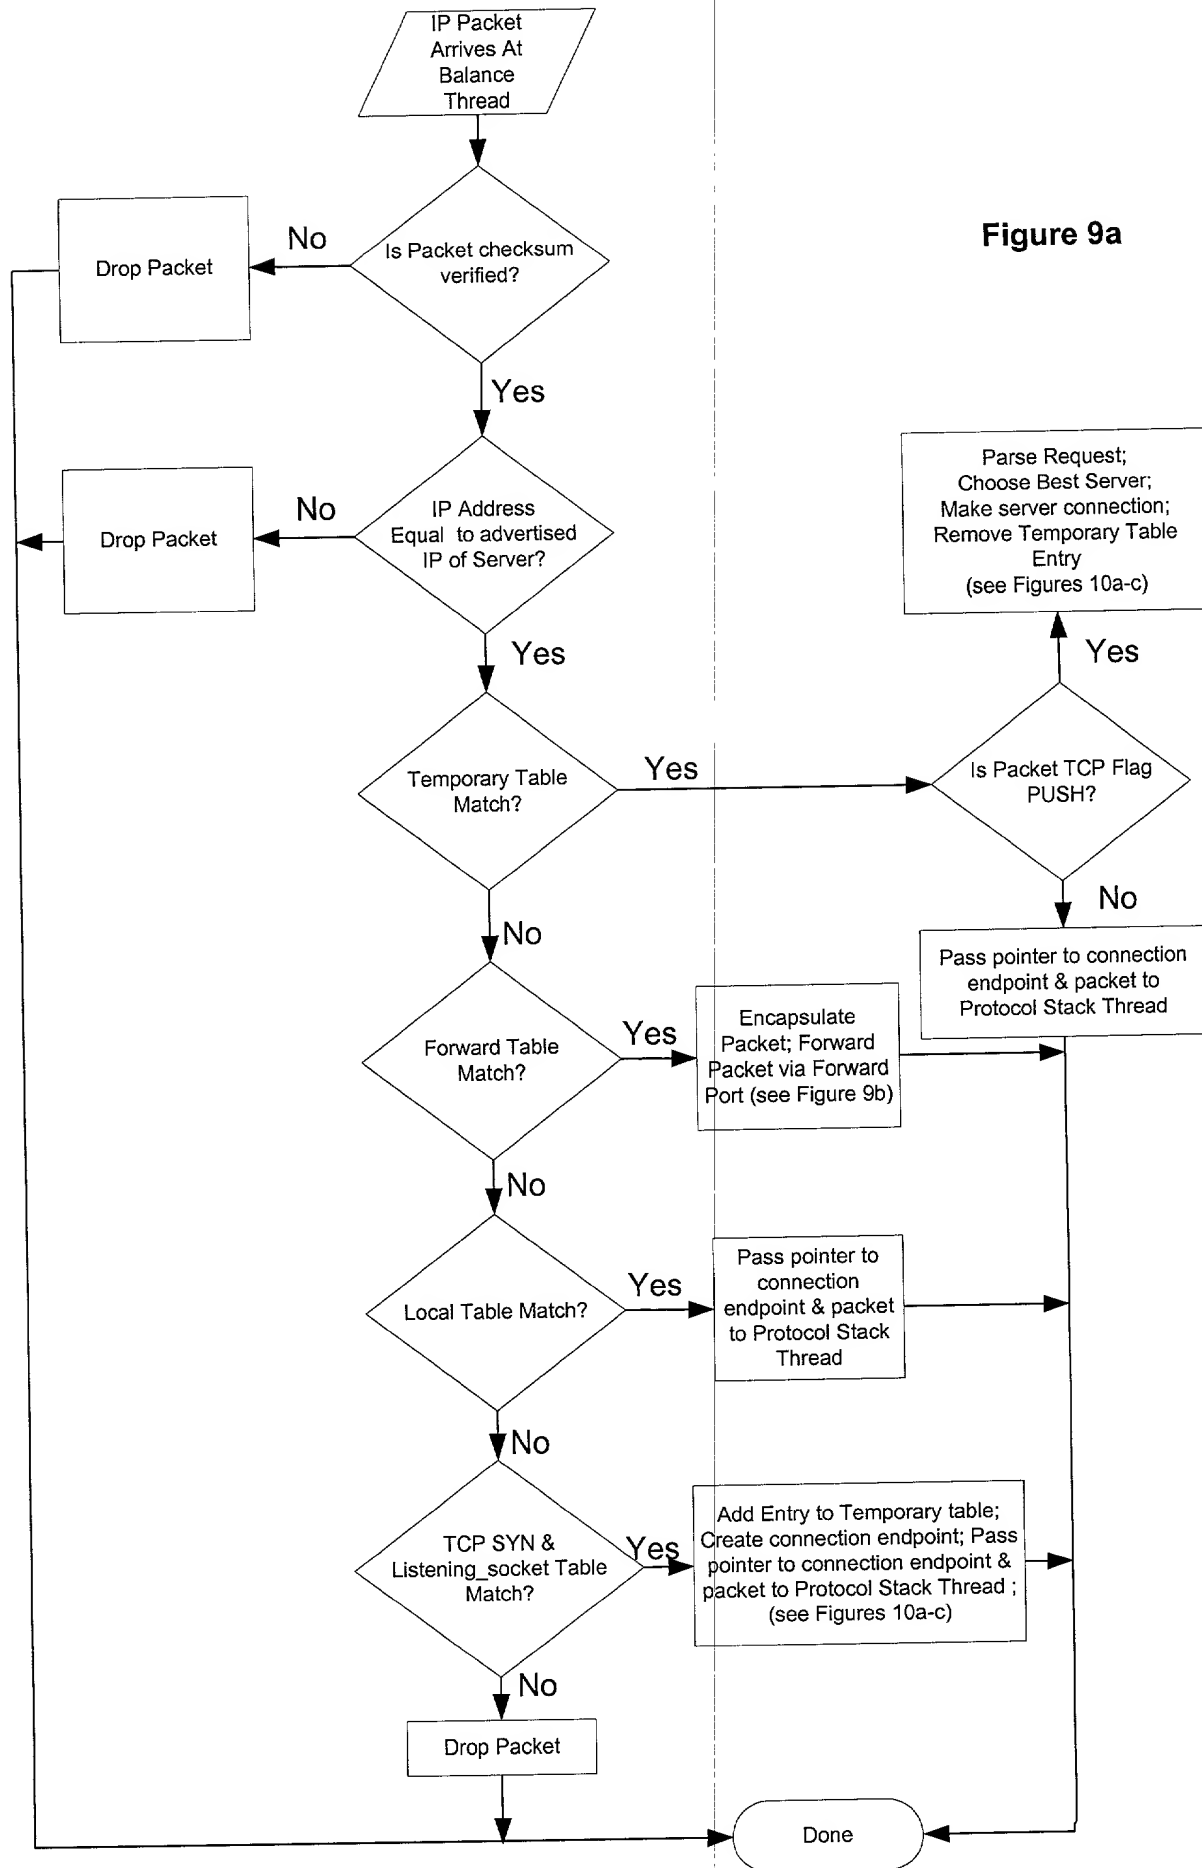 IP Packet
Arrives At
Balance
Thread
Figure 9a
No
Is Packet checksum
verified?
Drop Packet
Yes
Parse Request;
Choose Best Server;
Make server connection;
Remove Temporary Table
Entry
(see Figures 10a-c)
No
IP Address
Equal to advertised
IP of Server?
Drop Packet
Yes
Yes
Temporary Table
Match?
Yes
Is Packet TCP Flag
PUSH?
No
No
Pass pointer to connection
endpoint & packet to
Protocol Stack Thread
Forward Table
Match?
Yes
Encapsulate
Packet; Forward
Packet via Forward
Port (see Figure 9b)
No
Local Table Match?
Yes
Pass pointer to
connection
endpoint & packet
to Protocol Stack
Thread
No
TCP SYN &
Listening_socket Table
Match?
Yes
Add Entry to Temporary table;
Create connection endpoint; Pass
pointer to connection endpoint &
packet to Protocol Stack Thread ;
(see Figures 10a-c)
No
Drop Packet
Done